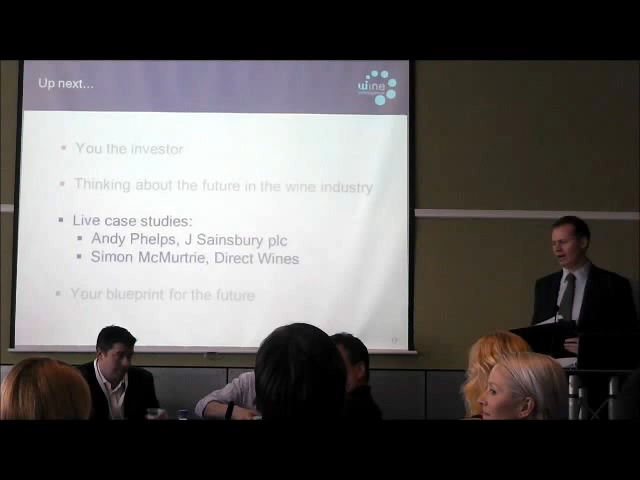 Up next...
wine
You the investor
Thinking about the future in the wine industry
Live case studies:
Andy Phelps, J Sainsbury plc
Simon McMurtrie, Direct Wines
Your blueprint for the future